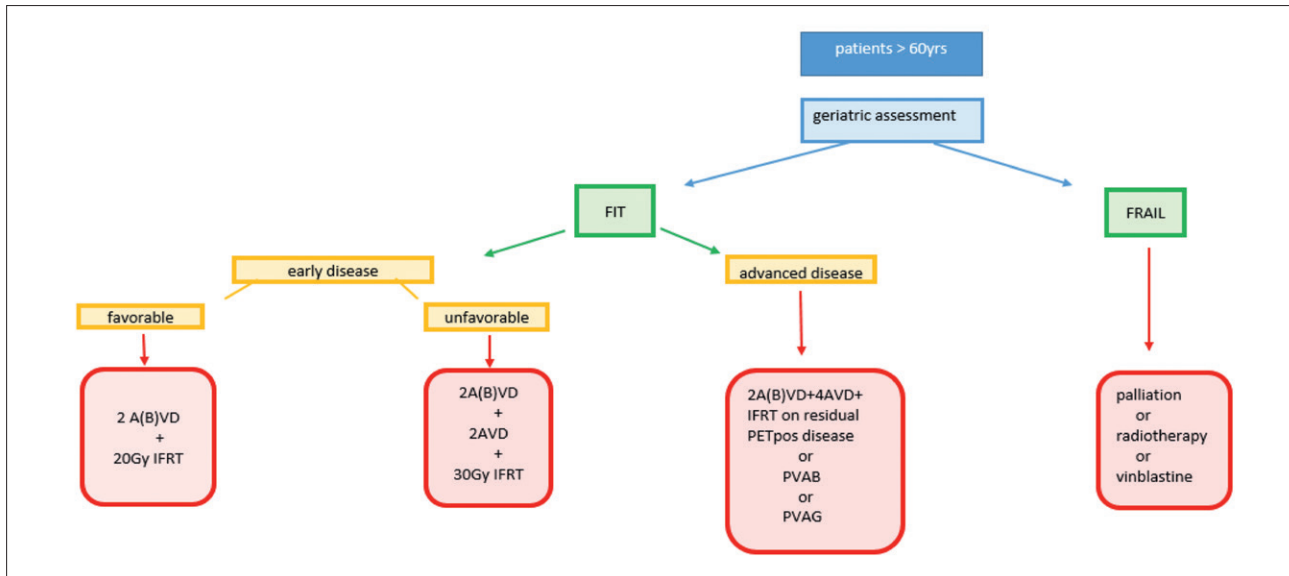 patients > 60yrs
geriatric assessment
FIT
FRAIL
early disease
advanced disease
favorable
unfavorable
2 A(B)VD
+
20Gy IFRT
2A(B)VD
+
2AVD
+
30Gy IFRT
2A(B)VD+4AVD+
IFRT on residual
PETpos disease
or
PVAB
or
PVAG
palliation
or
radiotherapy
or
vinblastine